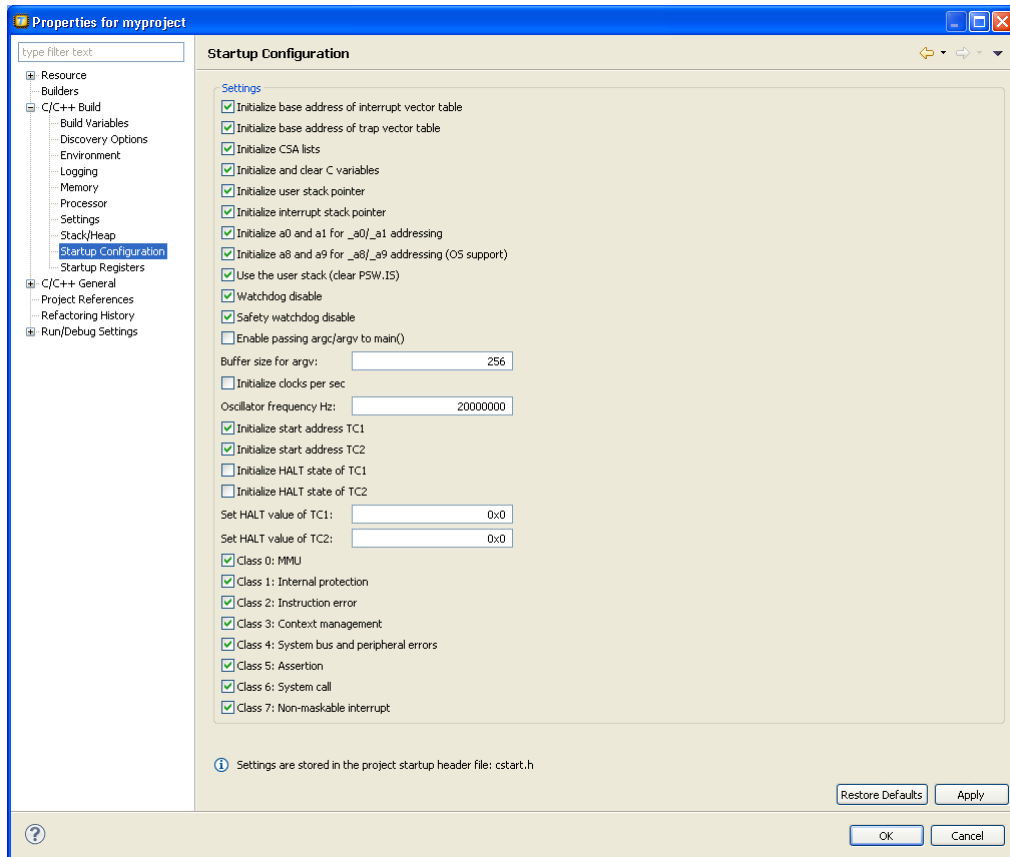 Properties for myproject
type filter text
Resource
Builders
C/C++ Build
Build Variables
Discovery Options
Environment
Logging
Memory
Processor
Settings
Stack/Heap
Startup Configuration
Startup Registers
C/C++ General
Project References
Refactoring History
Run/Debug Settings
Startup Configuration
Settings
Initialize base address of interrupt vector table
Initialize base address of trap vector table
Initialize CSA lists
Initialize and clear C variables
Initialize user stack pointer
Initialize interrupt stack pointer
Initialize a0 and a1 for _a0/_a1 addressing
Initialize a8 and a9 for _a8/_a9 addressing (OS support)
Use the user stack (clear PSW.IS)
Watchdog disable
Safety watchdog disable
Enable passing argc/argv to main()
Buffer size for argv: 256
Initialize clocks per sec
Oscillator frequency Hz: 20000000
Initialize start address TC1
Initialize start address TC2
Initialize HALT state of TC1
Initialize HALT state of TC2
Set HALT value of TC1: 0x0
Set HALT value of TC2: 0x0
Class 0: MMU
Class 1: Internal protection
Class 2: Instruction error
Class 3: Context management
Class 4: System bus and peripheral errors
Class 5: Assertion
Class 6: System call
Class 7: Non-maskable interrupt
Settings are stored in the project startup header file: cstart.h
Restore Defaults Apply
OK Cancel